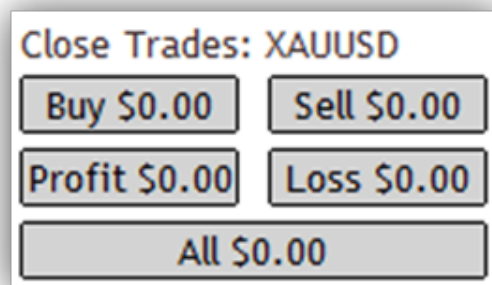 Close Trades: XAUUSD
Buy $0.00 Sell $0.00
Profit $0.00 Loss $0.00
All $0.00